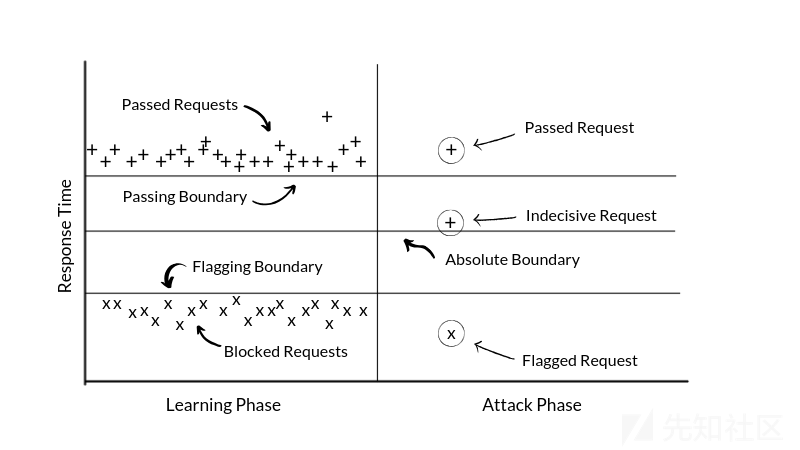 Passed Requests
Passed Request
Passing Boundary
Indecisive Request
Response Time
Flagging Boundary
Absolute Boundary
Blocked Requests
Flagged Request
Learning Phase
Attack Phase
先知社区